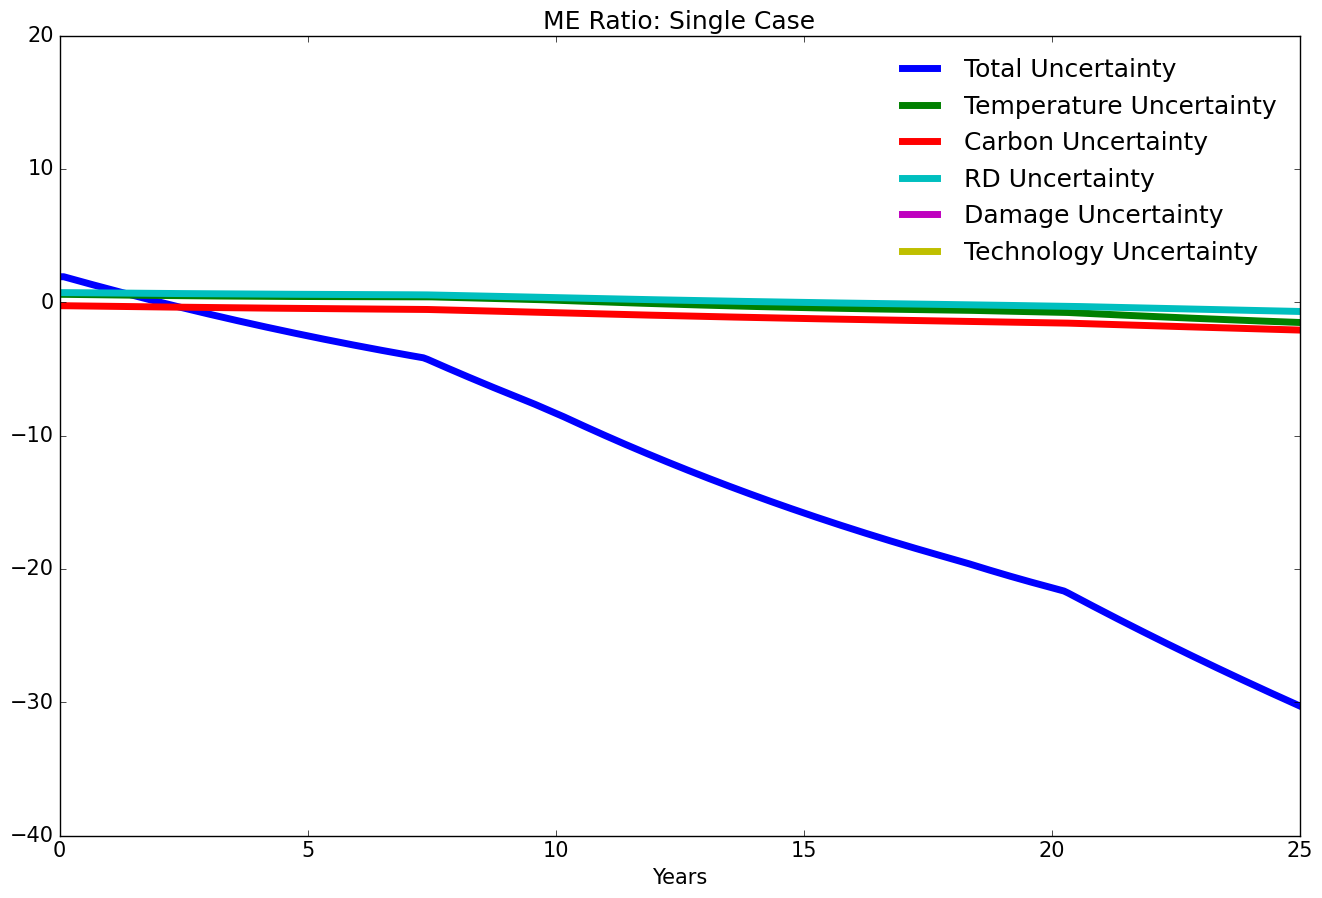 ME Ratio: Single Case
20
10
0
−10
−20
−30
−40
Total Uncertainty
Temperature Uncertainty
Carbon Uncertainty
RD Uncertainty
Damage Uncertainty
Technology Uncertainty
0 5 10 15 20 25
Years